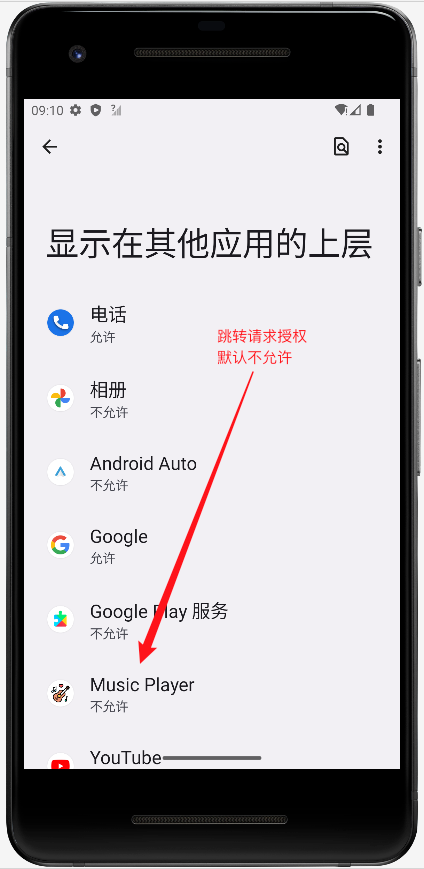 09:10
显示在其他应用的上层
电话
允许
跳转请求授权
默认不允许
相册
不允许
Android Auto
不允许
Google
允许
Google Play 服务
不允许
Music Player
不允许
YouTube